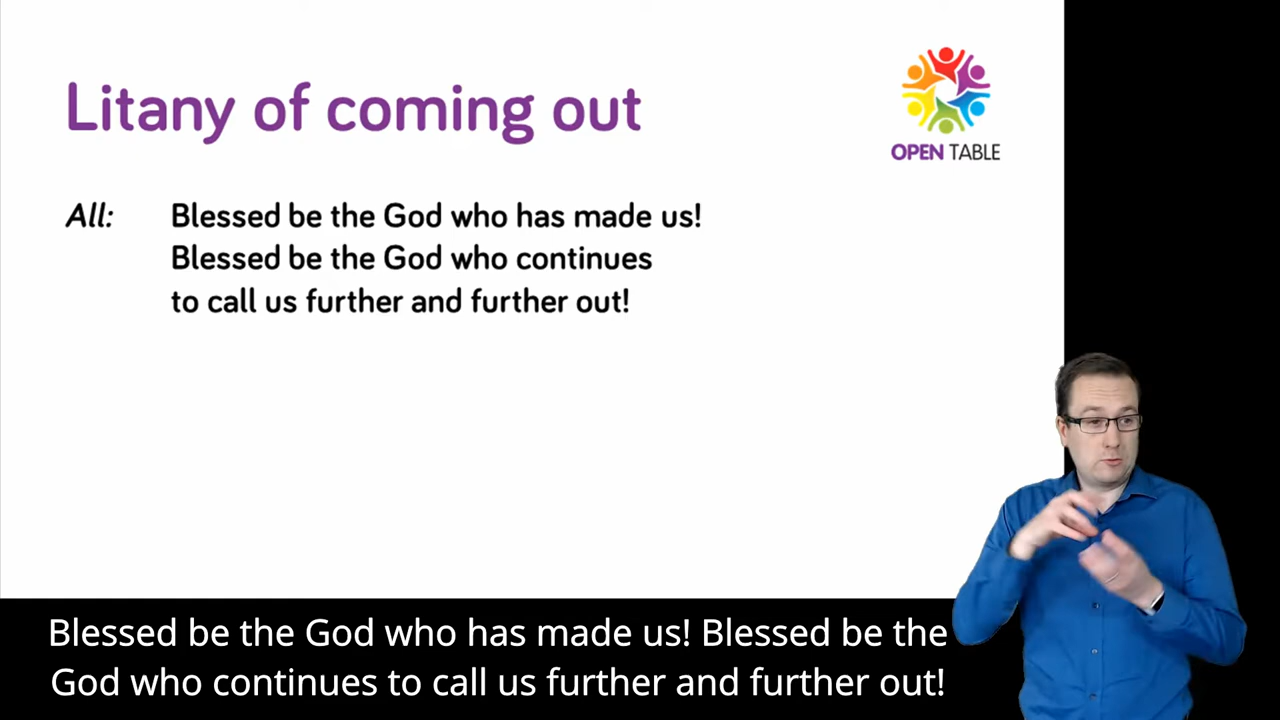 Litany of coming out
OPEN TABLE
All: Blessed be the God who has made us!
Blessed be the God who continues
to call us further and further out!
Blessed be the God who has made us! Blessed be the
God who continues to call us further and further out!